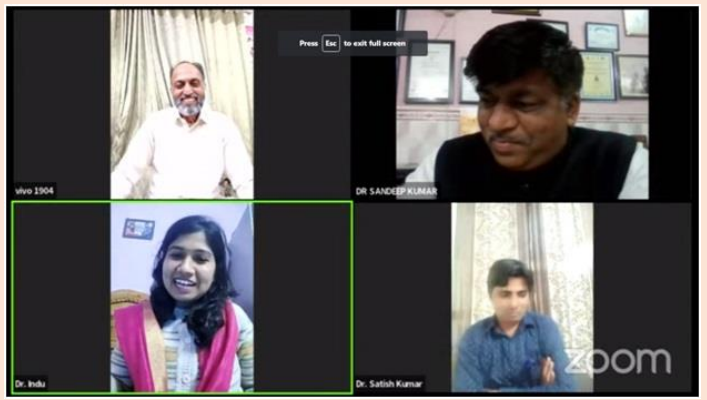 Press Esc to exit full screen
vivo 1904
DR SANDEEP KUMAR
Dr. Indu
Dr. Satish Kumar
zoom